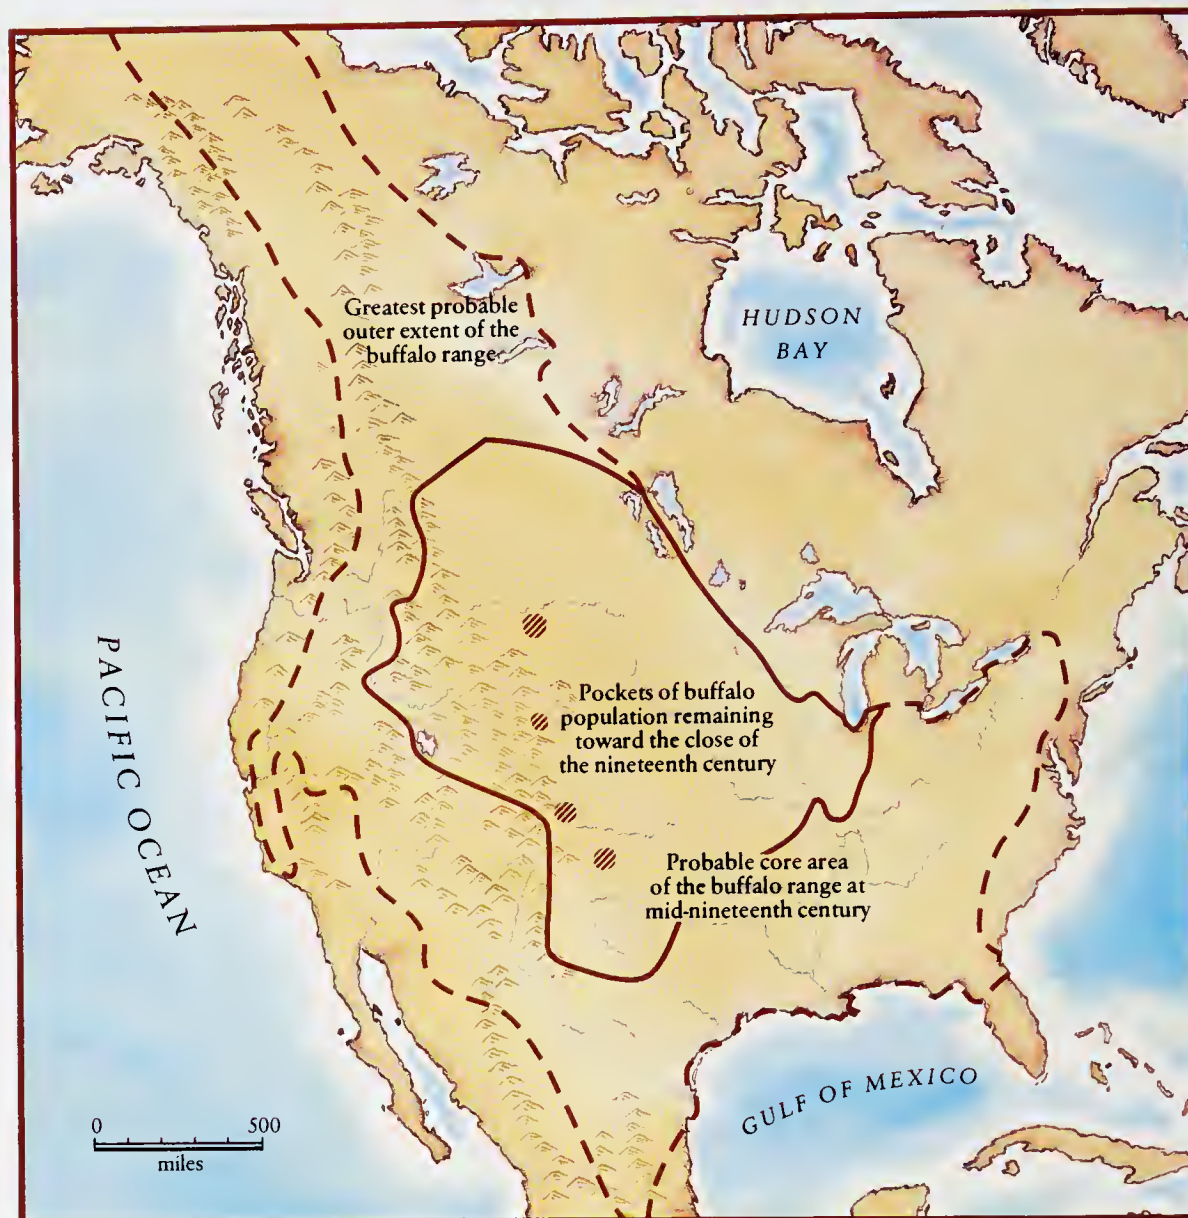 Greatest probable
outer extent of the
buffalo range
HUDSON
BAY
PACIFIC OCEAN
Pockets of buffalo
population remaining
toward the close of
the nineteenth century
Probable core area
of the buffalo range at
mid-nineteenth century
GULF OF MEXICO
0 500
miles